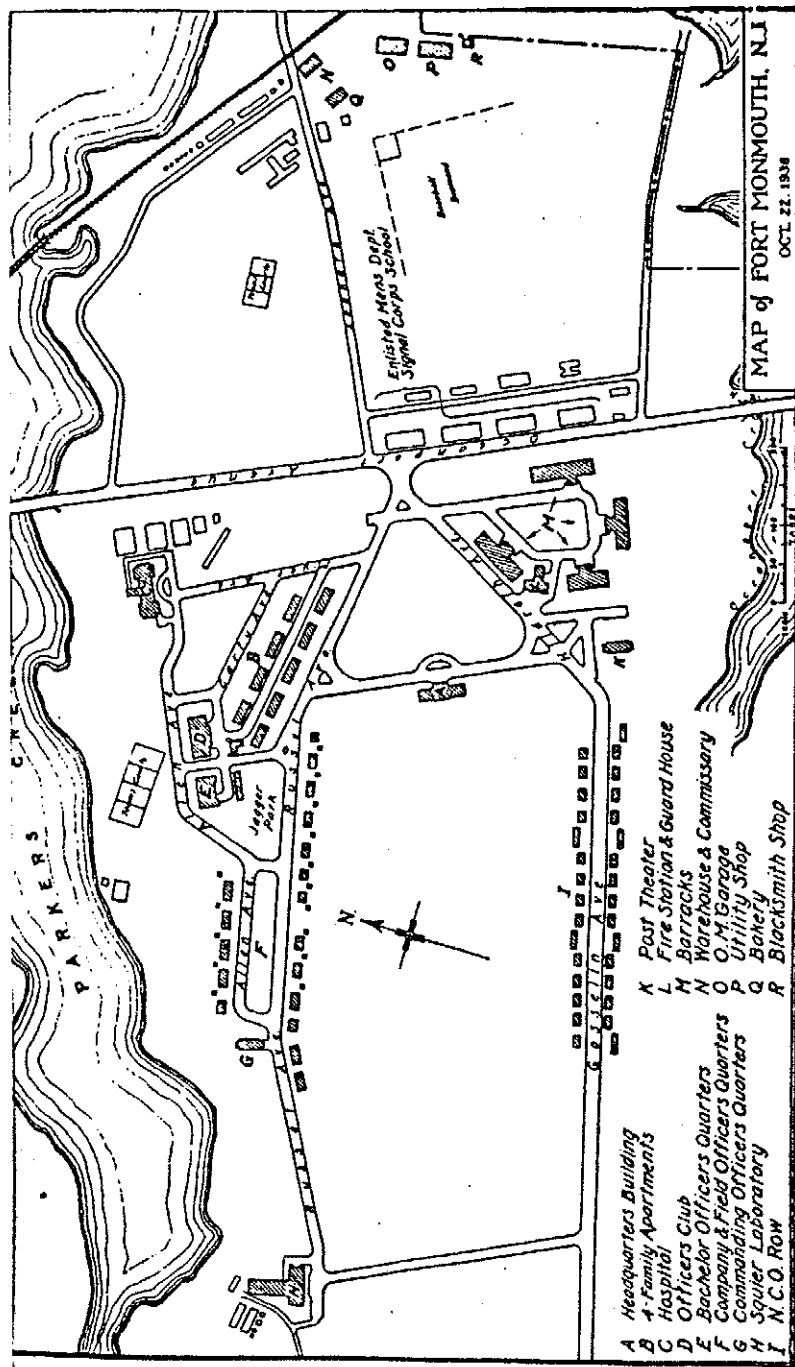 PARKERS
CRE
N
Allen Ave
Russel Ave
Jagger Park
Gosselin Ave
Enlisted Mens Dept.
Signal Corps School
A
B
C
D
E
F
G
H
I
K
L
M
N
O
P
Q
R
A Headquarters Building
B 4-Family Apartments
C Hospital
D Officers Club
E Bachelor Officers Quarters
F Company & Field Officers Quarters
G Commanding Officers Quarters
H Squier Laboratory
I N.C.O. Row
K Post Theater
L Fire Station & Guard House
M Barracks
N Warehouse & Commissary
O Q.M. Garage
P Utility Shop
Q Bakery
R Blacksmith Shop
MAP of FORT MONMOUTH, N.J.
OCT. 22. 1938